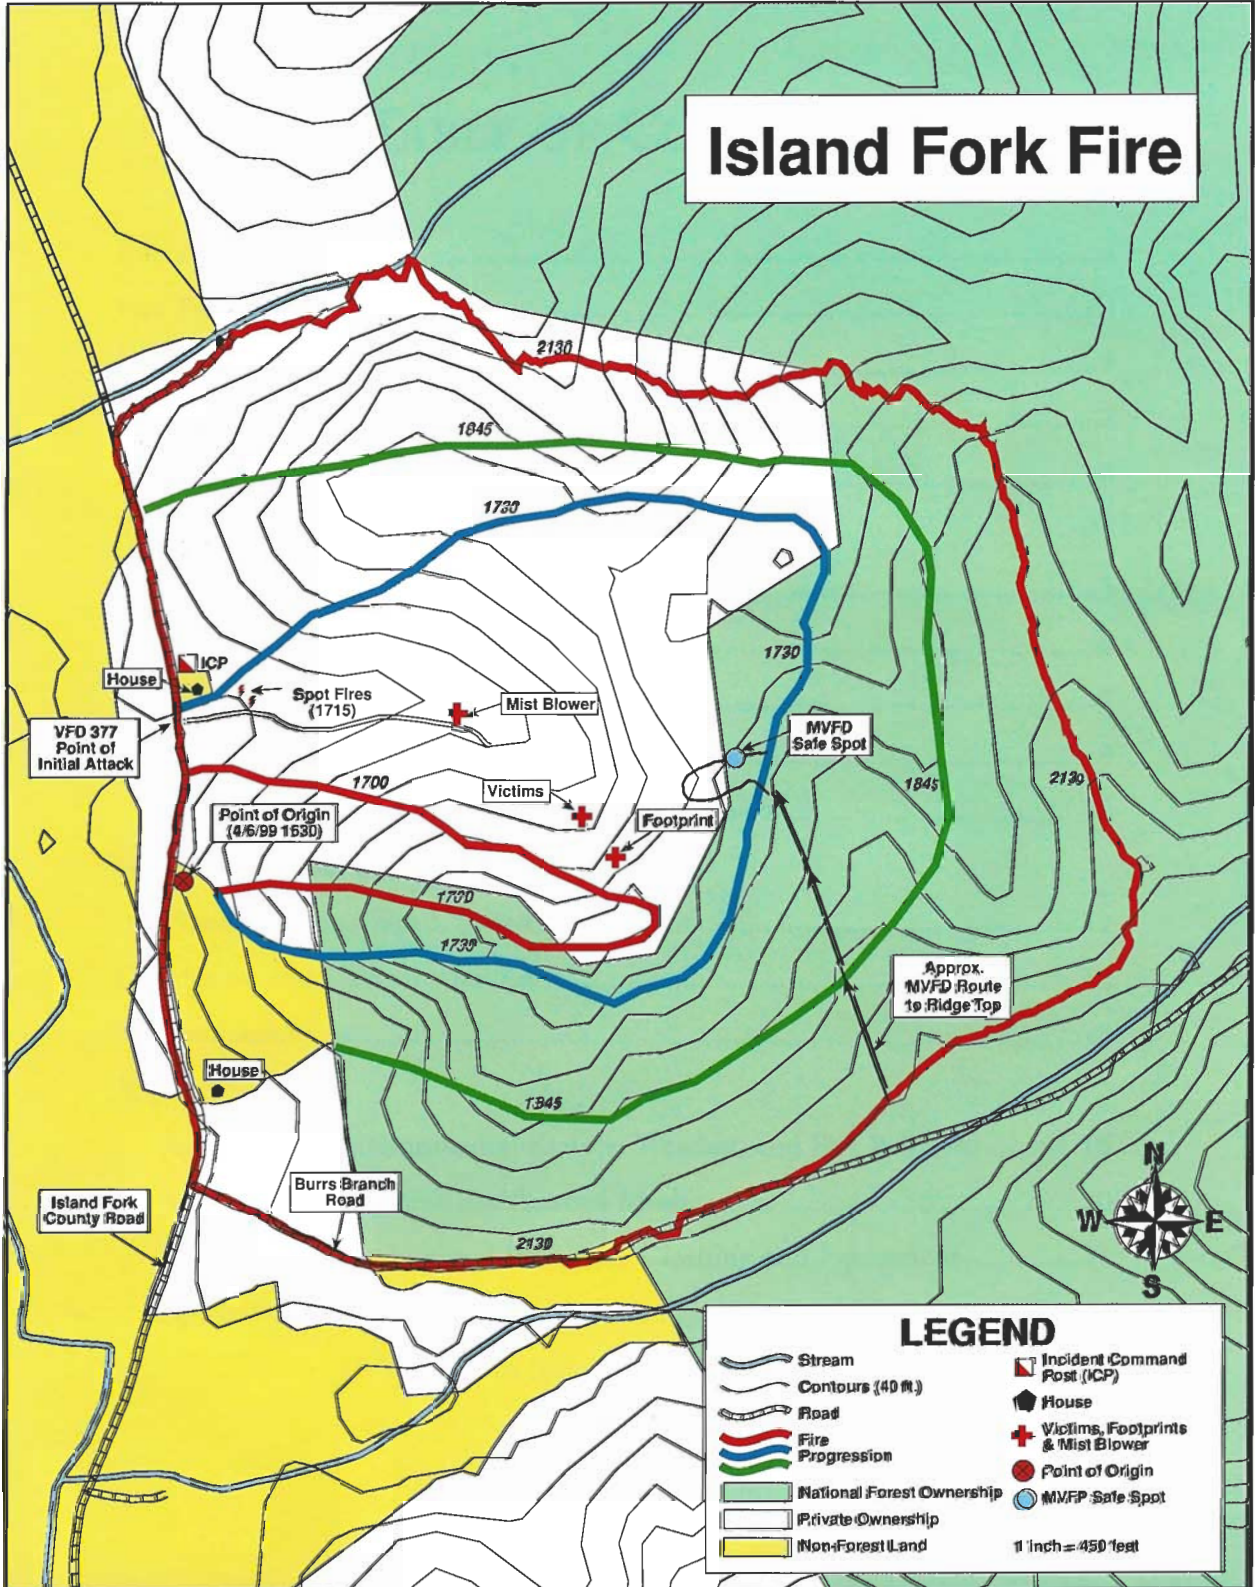 Island Fork Fire
2130
1845
1730
ICP
House
Spot Fires
(1715)
Mist Blower
1730
VFD 377
Point of
Initial Attack
MVFD
Safe Spot
1700
Victims
1845
2130
Point of Origin
(4/6/99 1630)
Footprint
1700
1730
Approx.
MVFD Route
to Ridge Top
House
1845
Burrs Branch
Road
Island Fork
County Road
2130
N
W E
S
LEGEND
Stream
Contours (40 ft.)
Road
Fire
Progression
National Forest Ownership
Private Ownership
Non-Forest Land
Incident Command
Post (ICP)
House
Victims, Footprints
& Mist Blower
Point of Origin
MVFP Safe Spot
1 inch = 450 feet